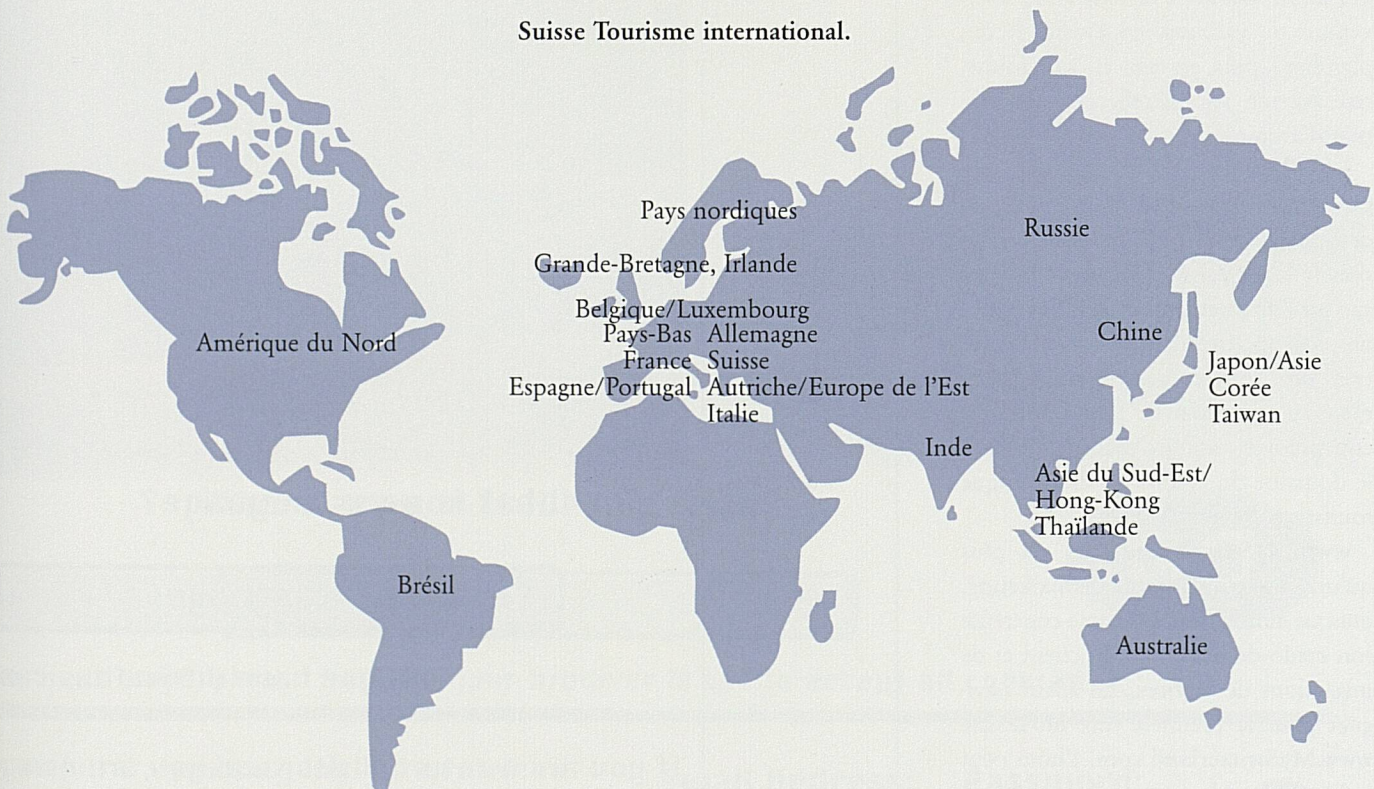 Suisse Tourisme international.
Pays nordiques
Russie
Grande-Bretagne, Irlande
Belgique/Luxembourg
Pays-Bas Allemagne
Amérique du Nord
Chine
France Suisse
Japon/Asie
Corée
Taiwan
Espagne/Portugal Autriche/Europe de l'Est
Italie
Inde
Asie du Sud-Est/
Hong-Kong
Thaïlande
Brésil
Australie